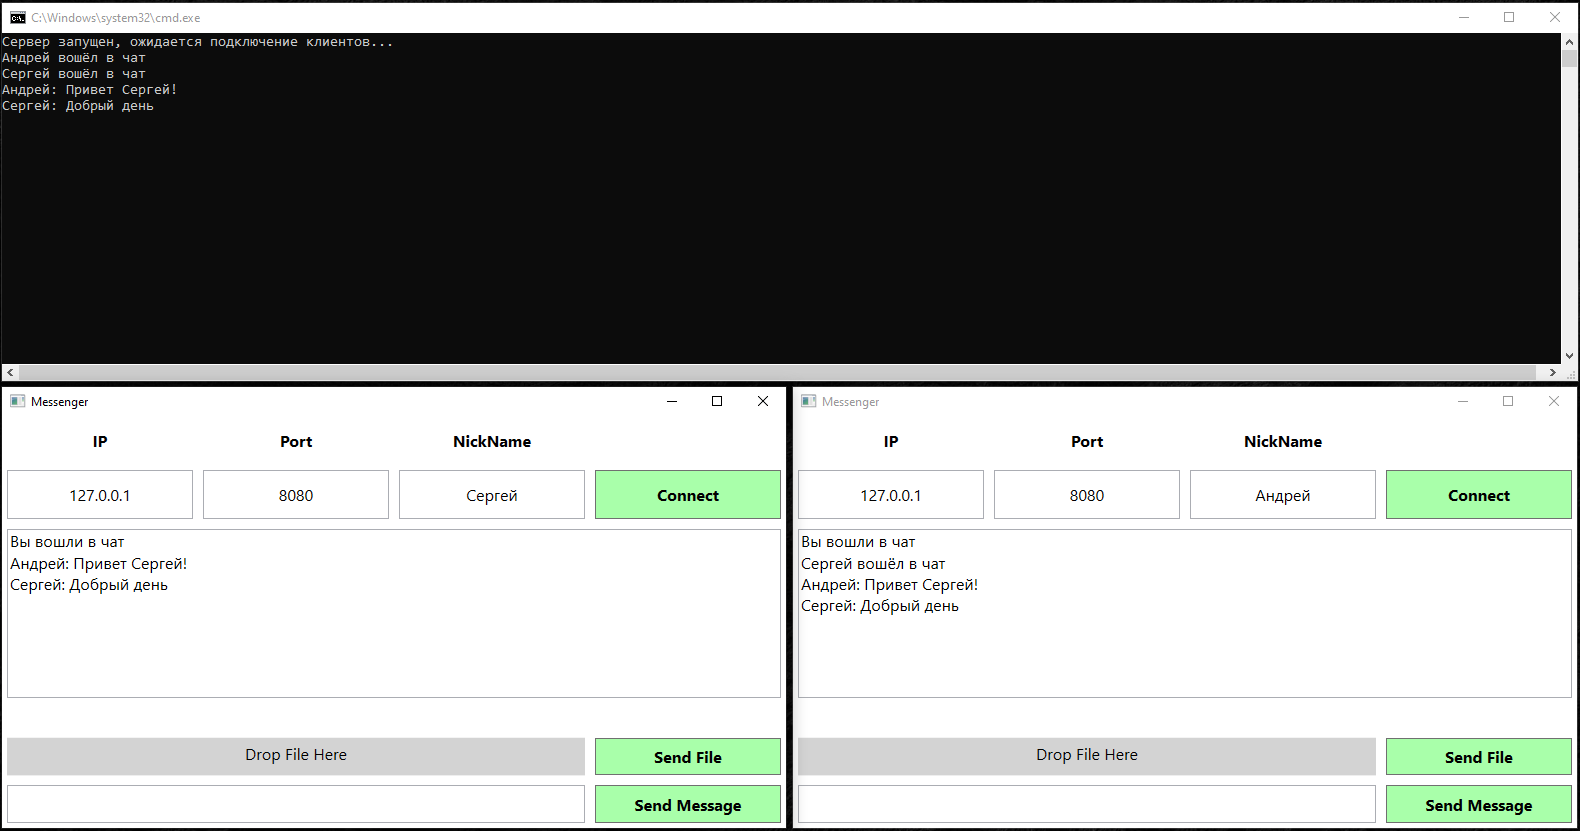 C:\Windows\system32\cmd.exe
Сервер запущен, ожидается подключение клиентов...
Андрей вошёл в чат
Сергей вошёл в чат
Андрей: Привет Сергей!
Сергей: Добрый день
Messenger
IP Port NickName
127.0.0.1 8080 Сергей Connect
Вы вошли в чат
Андрей: Привет Сергей!
Сергей: Добрый день
Drop File Here Send File
Send Message
Messenger
IP Port NickName
127.0.0.1 8080 Андрей Connect
Вы вошли в чат
Сергей вошёл в чат
Андрей: Привет Сергей!
Сергей: Добрый день
Drop File Here Send File
Send Message